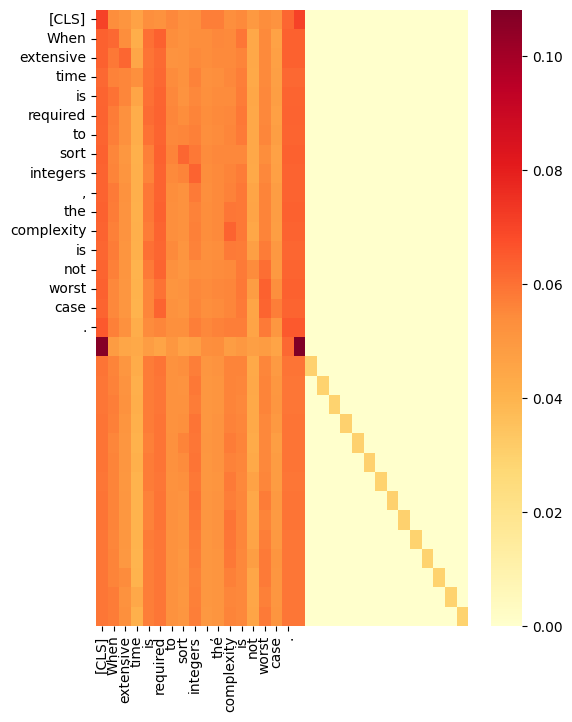 [CLS]
When
extensive
time
is
required
to
sort
integers
,
the
complexity
is
not
worst
case
.
0.10
0.08
0.06
0.04
0.02
0.00
[CLS]
When
extensive
time
is
required
to
sort
integers
,
the
complexity
is
not
worst
case
.